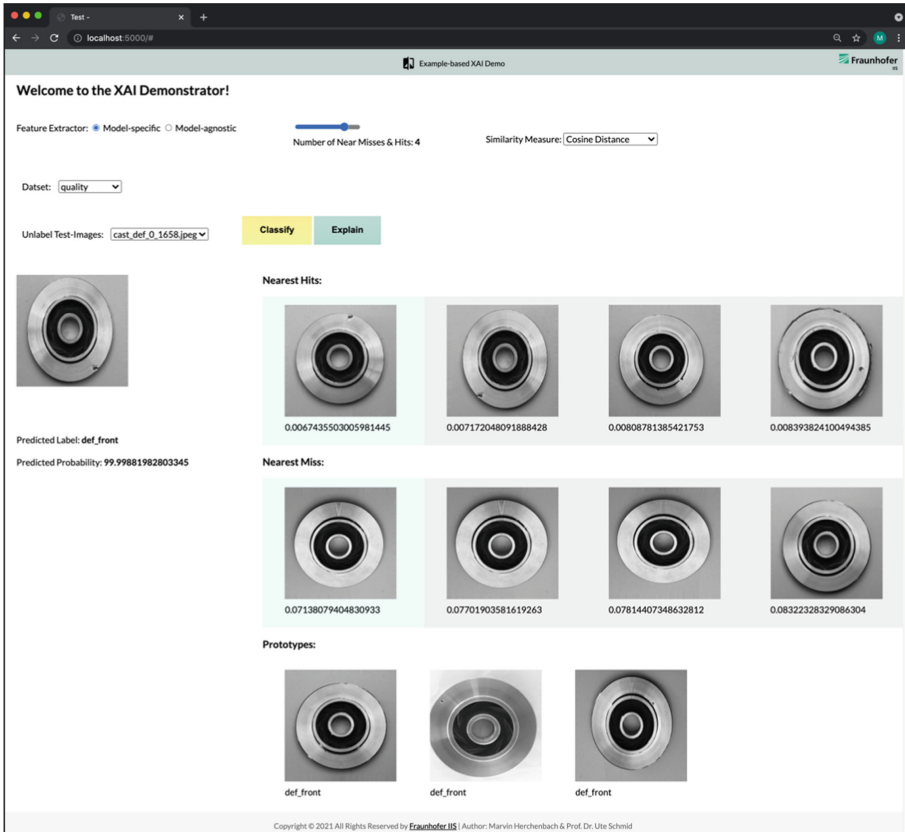 Test -
localhost:5000/#
M
Example-based XAI Demo
Fraunhofer
IIS
Welcome to the XAI Demonstrator!
Feature Extractor: Model-specific Model-agnostic
Number of Near Misses & Hits: 4
Similarity Measure: Cosine Distance
Datset: quality
Unlabel Test-Images: cast_def_0_1658.jpeg
Classify
Explain
Nearest Hits:
0.0067435503005981445
0.007172048091888428
0.00808781385421753
0.008393824100494385
Predicted Label: def_front
Predicted Probability: 99.99881982803345
Nearest Miss:
0.07138079404830933
0.07701903581619263
0.07814407348632812
0.08322328329086304
Prototypes:
def_front
def_front
def_front
Copyright © 2021 All Rights Reserved by Fraunhofer IIS | Author: Marvin Herchenbach & Prof. Dr. Ute Schmid